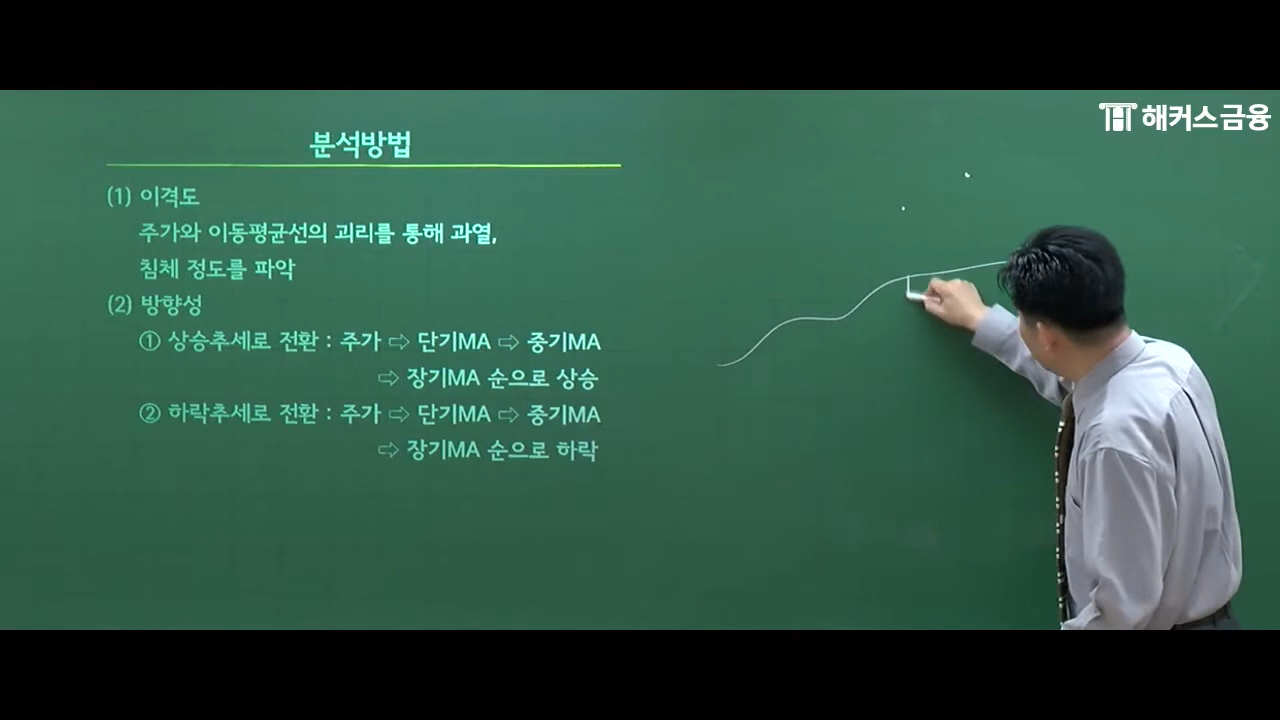 해커스금융
분석방법
(1) 이격도
주가와 이동평균선의 괴리를 통해 과열,
침체 정도를 파악
(2) 방향성
① 상승추세로 전환 : 주가 ⇨ 단기MA ⇨ 중기MA
⇨ 장기MA 순으로 상승
② 하락추세로 전환 : 주가 ⇨ 단기MA ⇨ 중기MA
⇨ 장기MA 순으로 하락